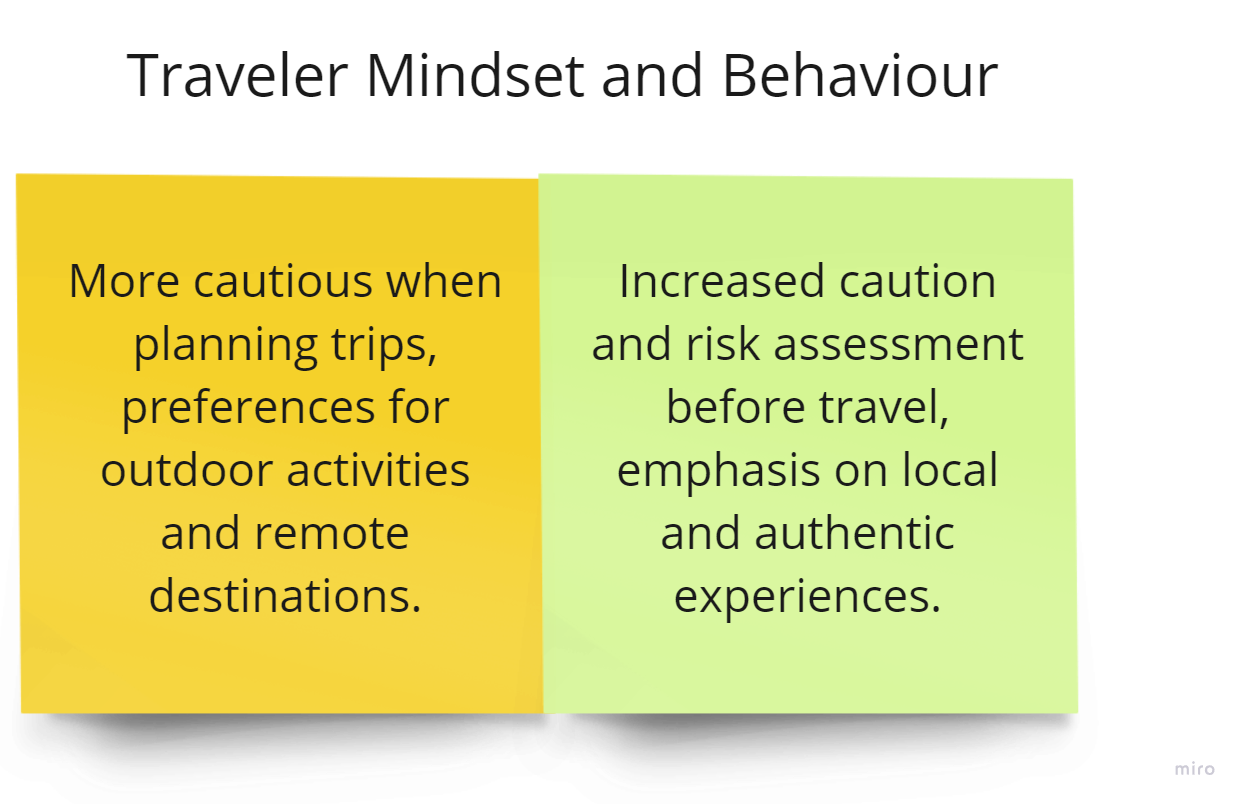 Traveler Mindset and Behaviour
More cautious when
planning trips,
preferences for
outdoor activities
and remote
destinations.
Increased caution
and risk assessment
before travel,
emphasis on local
and authentic
experiences.
miro